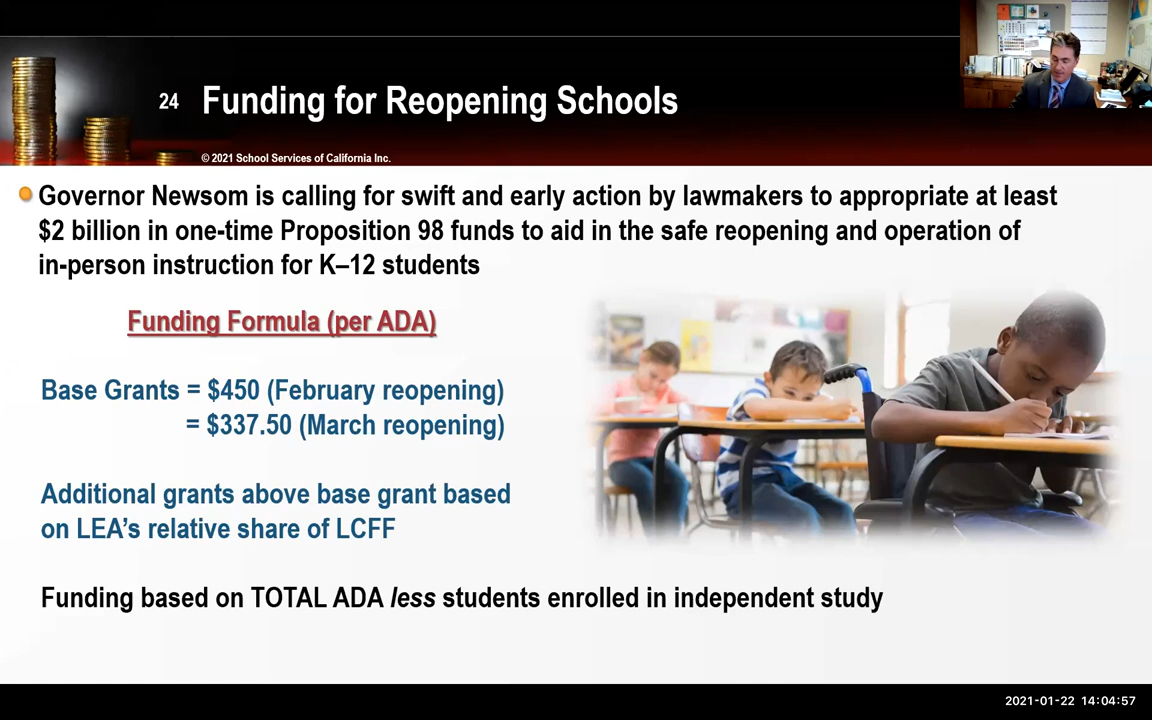 24 Funding for Reopening Schools
© 2021 School Services of California Inc.
Governor Newsom is calling for swift and early action by lawmakers to appropriate at least
$2 billion in one-time Proposition 98 funds to aid in the safe reopening and operation of
in-person instruction for K–12 students
Funding Formula (per ADA)
Base Grants = $450 (February reopening)
= $337.50 (March reopening)
Additional grants above base grant based
on LEA’s relative share of LCFF
Funding based on TOTAL ADA less students enrolled in independent study
2021-01-22 14:04:57